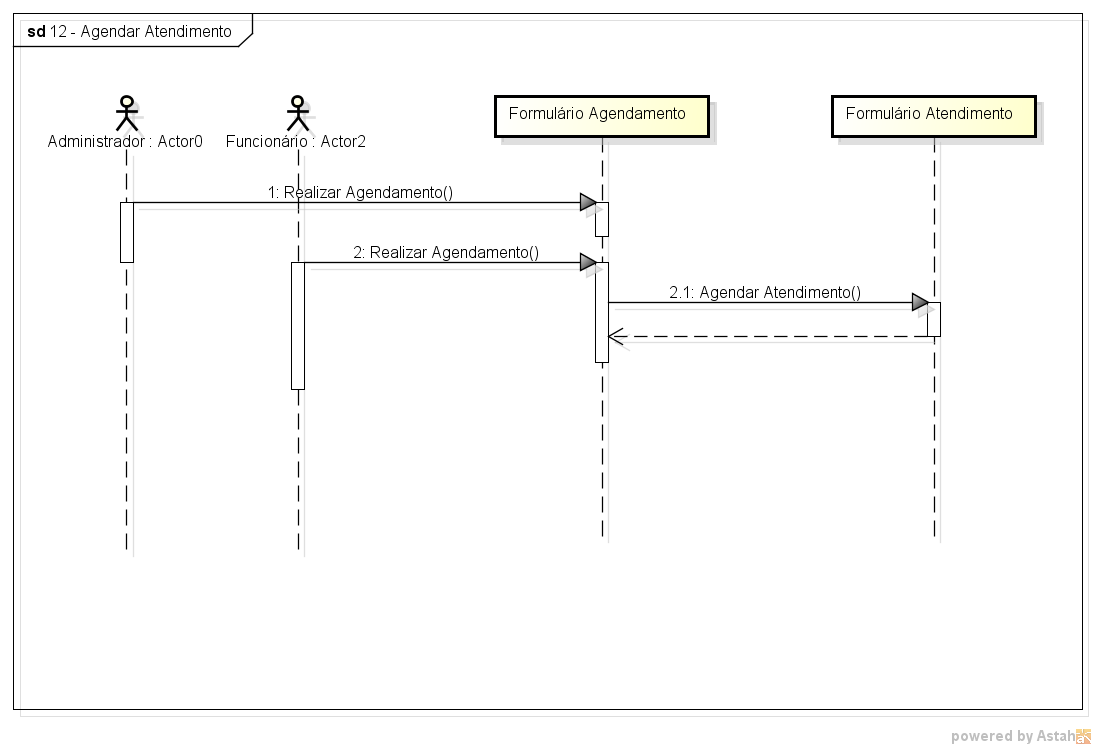 sd 12 - Agendar Atendimento
Formulário Agendamento
Formulário Atendimento
Administrador : Actor0
Funcionário : Actor2
1: Realizar Agendamento()
2: Realizar Agendamento()
2.1: Agendar Atendimento()
powered by Astah